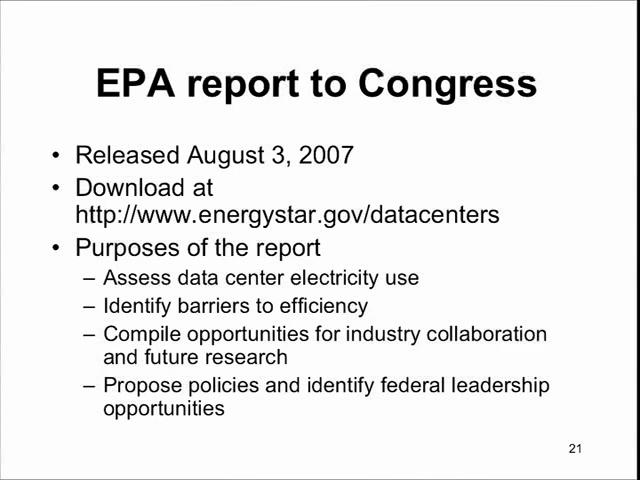 EPA report to Congress
• Released August 3, 2007
• Download at
http://www.energystar.gov/datacenters
• Purposes of the report
– Assess data center electricity use
– Identify barriers to efficiency
– Compile opportunities for industry collaboration
and future research
– Propose policies and identify federal leadership
opportunities
21